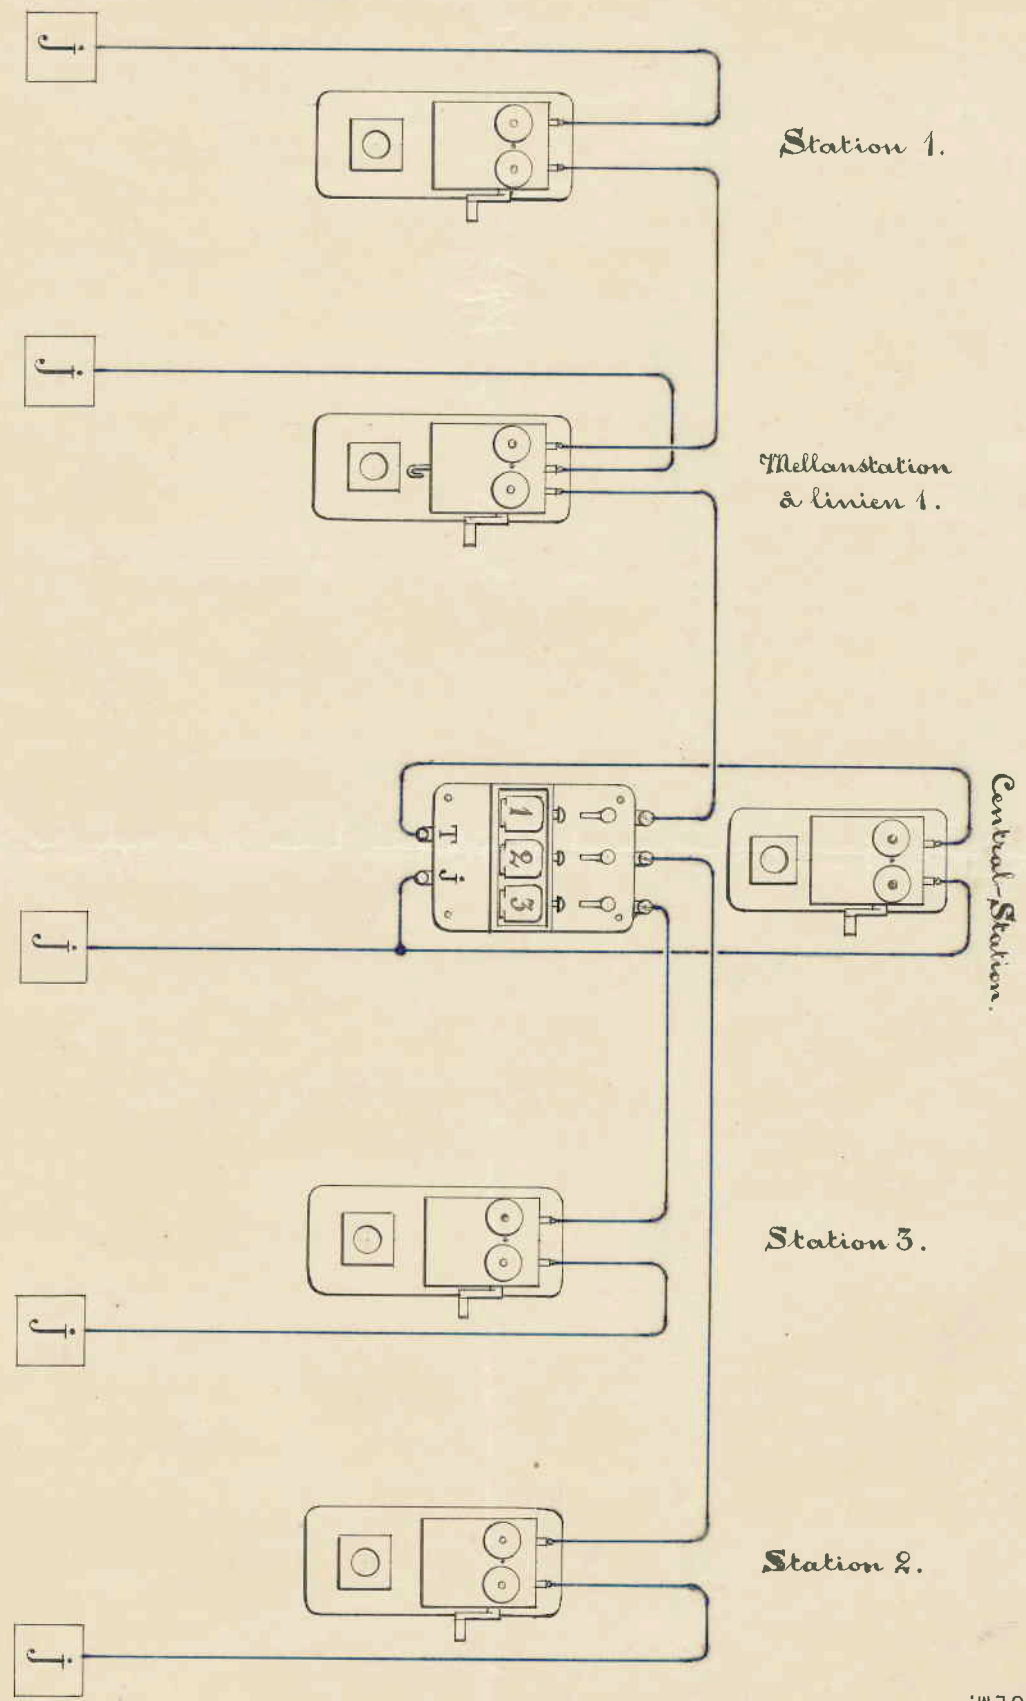 j
Station 1.
j
Mellanstation
å linien 1.
Central-Station.
1
2
3
T
j
j
Station 3.
j
Station 2.
j